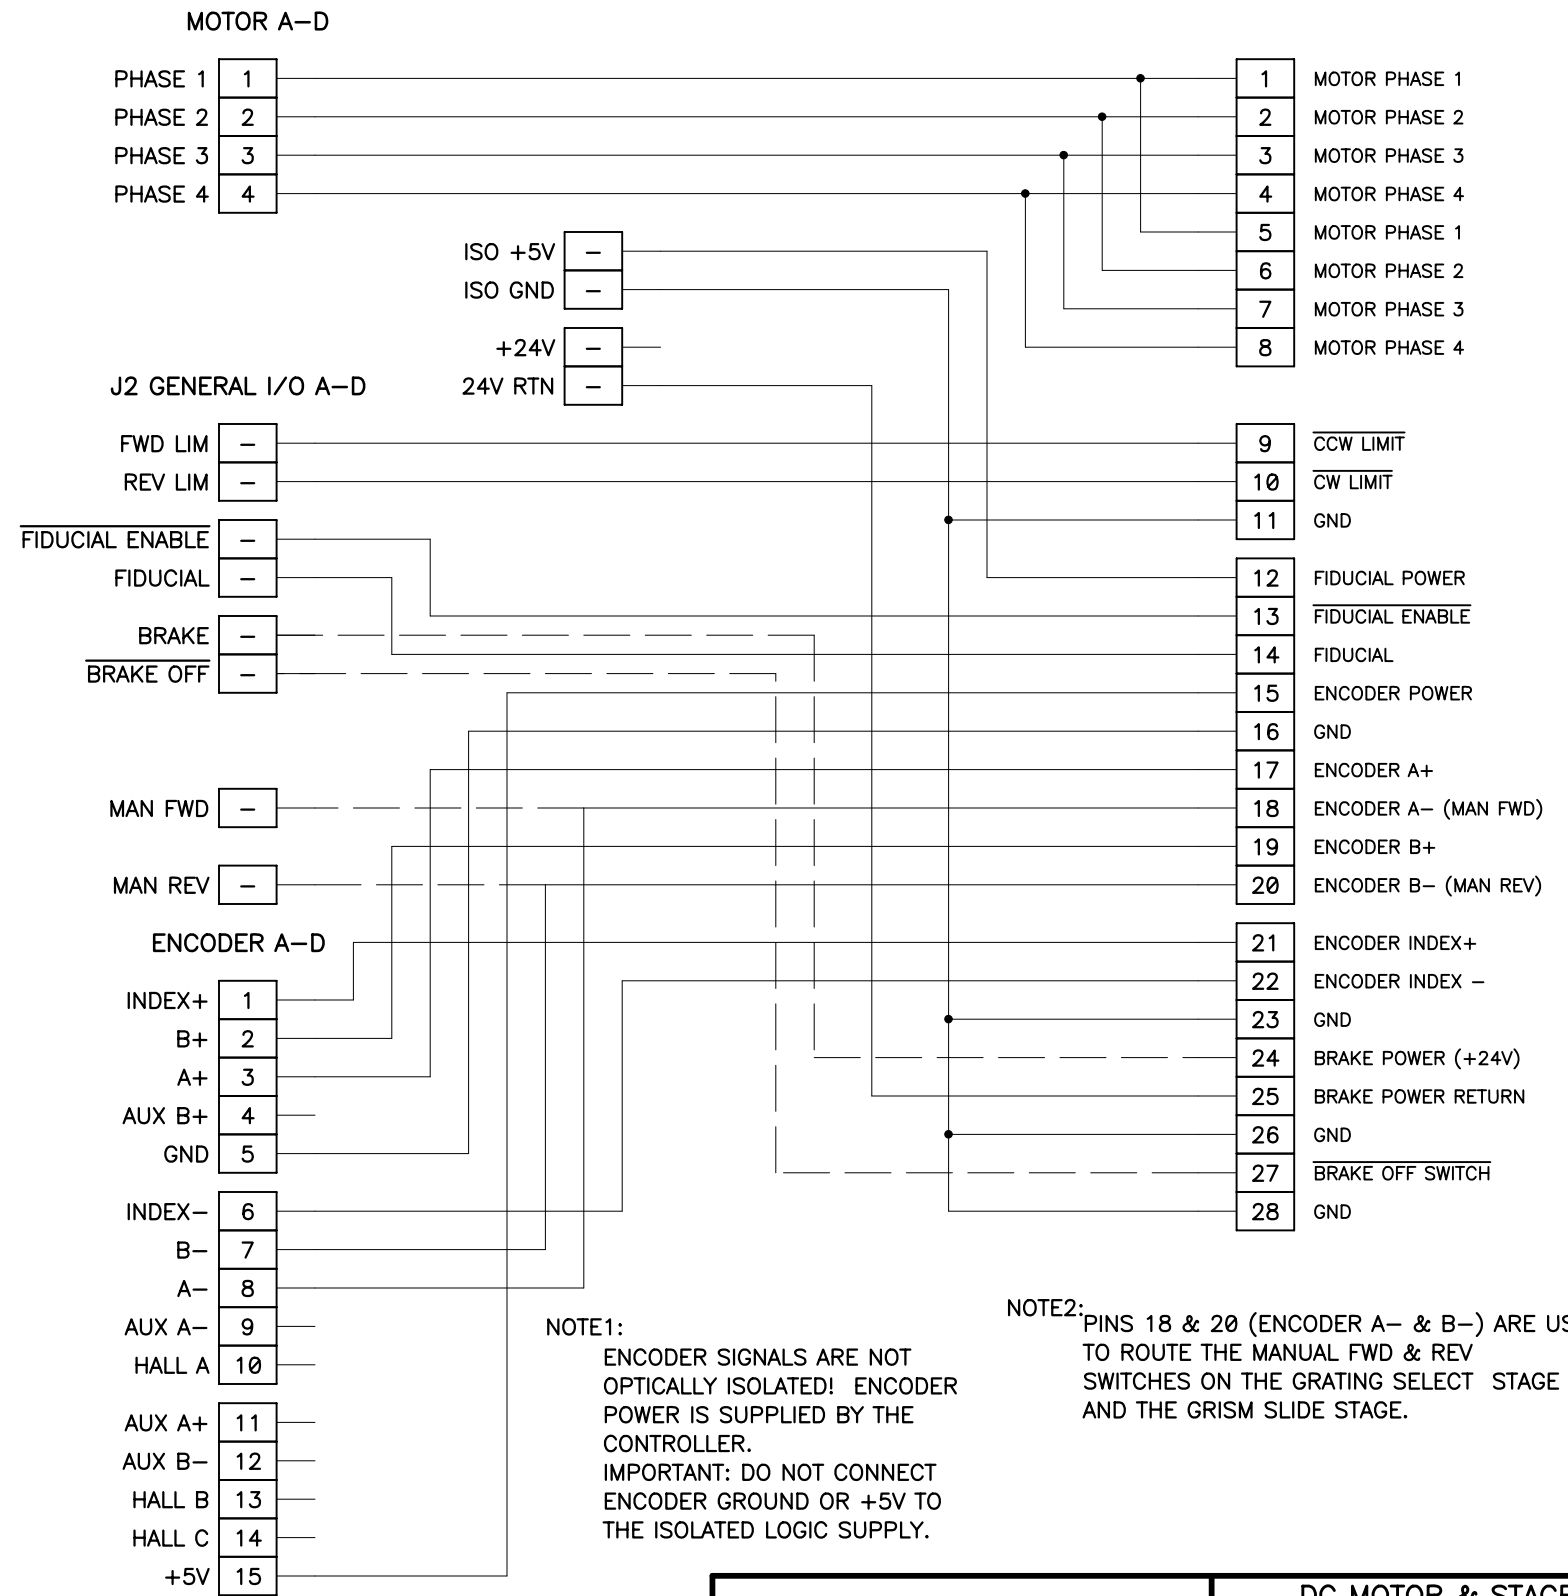 MOTOR A-D
PHASE 1 1
PHASE 2 2
PHASE 3 3
PHASE 4 4
1 MOTOR PHASE 1
2 MOTOR PHASE 2
3 MOTOR PHASE 3
4 MOTOR PHASE 4
5 MOTOR PHASE 1
6 MOTOR PHASE 2
7 MOTOR PHASE 3
8 MOTOR PHASE 4
ISO +5V -
ISO GND -
+24V -
24V RTN -
J2 GENERAL I/O A-D
FWD LIM -
REV LIM -
FIDUCIAL ENABLE -
FIDUCIAL -
BRAKE -
BRAKE OFF -
MAN FWD -
MAN REV -
9 CCW LIMIT
10 CW LIMIT
11 GND
12 FIDUCIAL POWER
13 FIDUCIAL ENABLE
14 FIDUCIAL
15 ENCODER POWER
16 GND
17 ENCODER A+
18 ENCODER A- (MAN FWD)
19 ENCODER B+
20 ENCODER B- (MAN REV)
21 ENCODER INDEX+
22 ENCODER INDEX -
23 GND
24 BRAKE POWER (+24V)
25 BRAKE POWER RETURN
26 GND
27 BRAKE OFF SWITCH
28 GND
ENCODER A-D
INDEX+ 1
B+ 2
A+ 3
AUX B+ 4
GND 5
INDEX- 6
B- 7
A- 8
AUX A- 9
HALL A 10
AUX A+ 11
AUX B- 12
HALL B 13
HALL C 14
+5V 15
NOTE1:
ENCODER SIGNALS ARE NOT
OPTICALLY ISOLATED! ENCODER
POWER IS SUPPLIED BY THE
CONTROLLER.
IMPORTANT: DO NOT CONNECT
ENCODER GROUND OR +5V TO
THE ISOLATED LOGIC SUPPLY.
NOTE2:
PINS 18 & 20 (ENCODER A- & B-) ARE
TO ROUTE THE MANUAL FWD & REV
SWITCHES ON THE GRATING SELECT STAGE
AND THE GRISM SLIDE STAGE.
DC MOTOR & STAGE